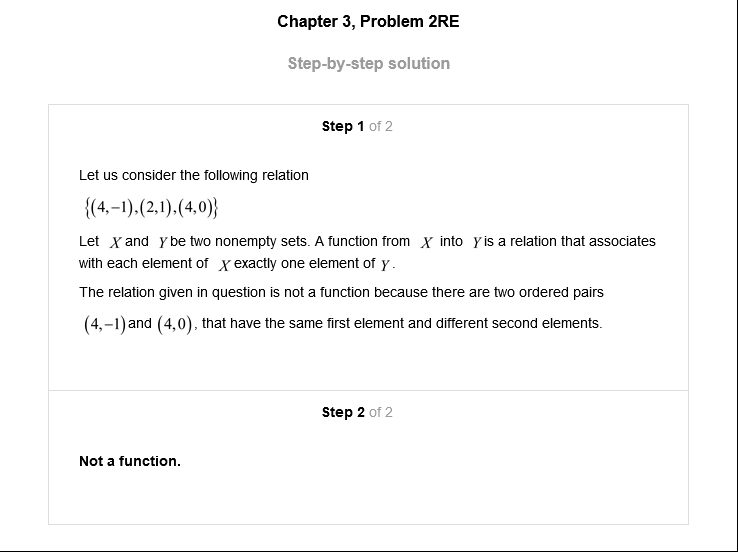 Chapter 3, Problem 2RE
Step-by-step solution
Step 1 of 2
Let us consider the following relation
{(4,−1),(2,1),(4,0)}
Let X and Y be two nonempty sets. A function from X into Y is a relation that associates
with each element of X exactly one element of Y.
The relation given in question is not a function because there are two ordered pairs
(4,−1) and (4,0), that have the same first element and different second elements.
Step 2 of 2
Not a function.